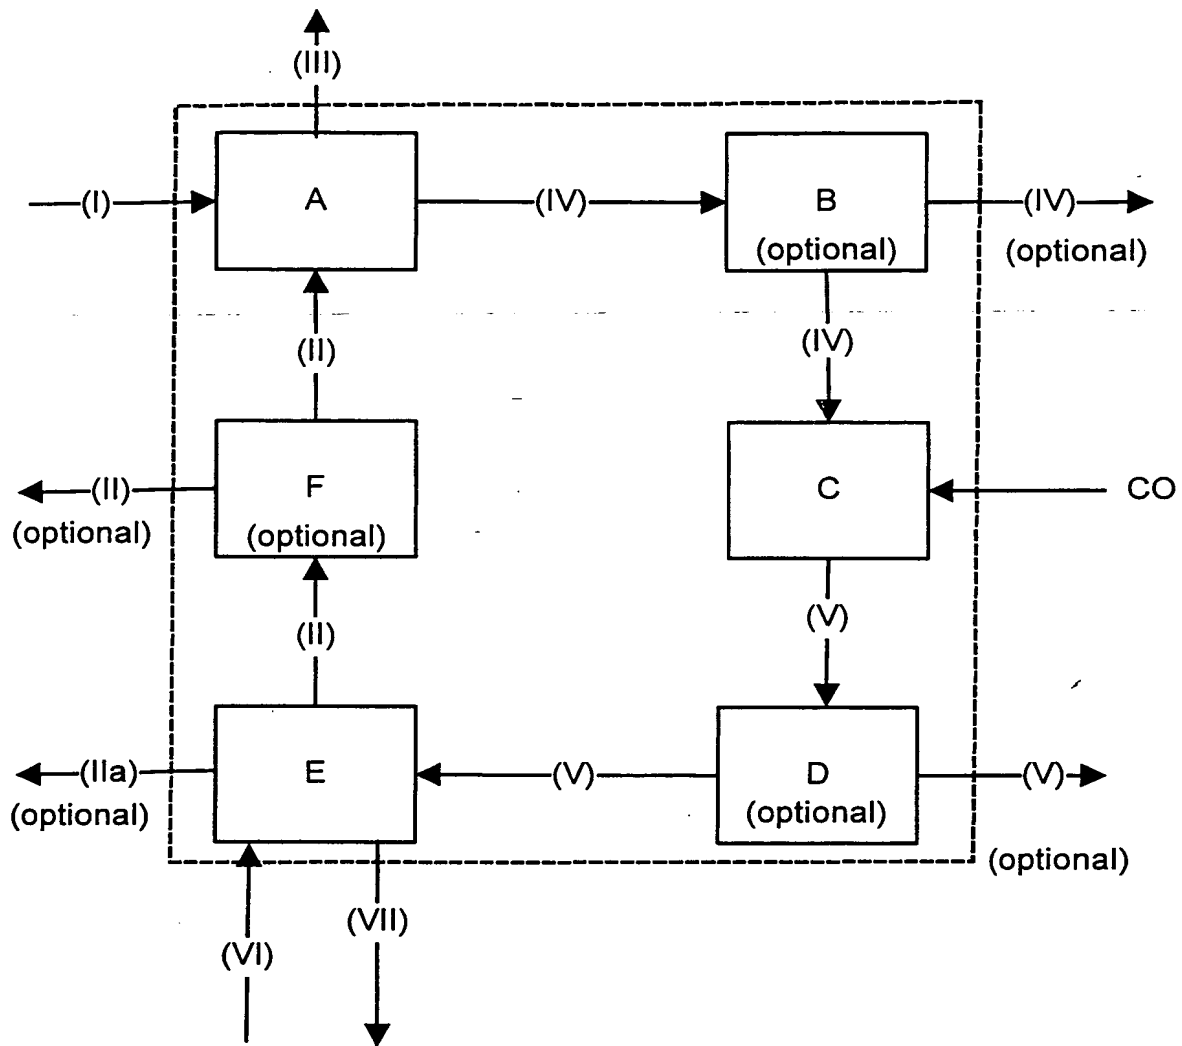 (III)
(I)
A
(IV)
B
(optional)
(IV)
(optional)
(II)
(IV)
(II)
(optional)
F
(optional)
C
CO
(II)
(V)
(IIa)
(optional)
E
(V)
D
(optional)
(V)
(optional)
(VI)
(VII)